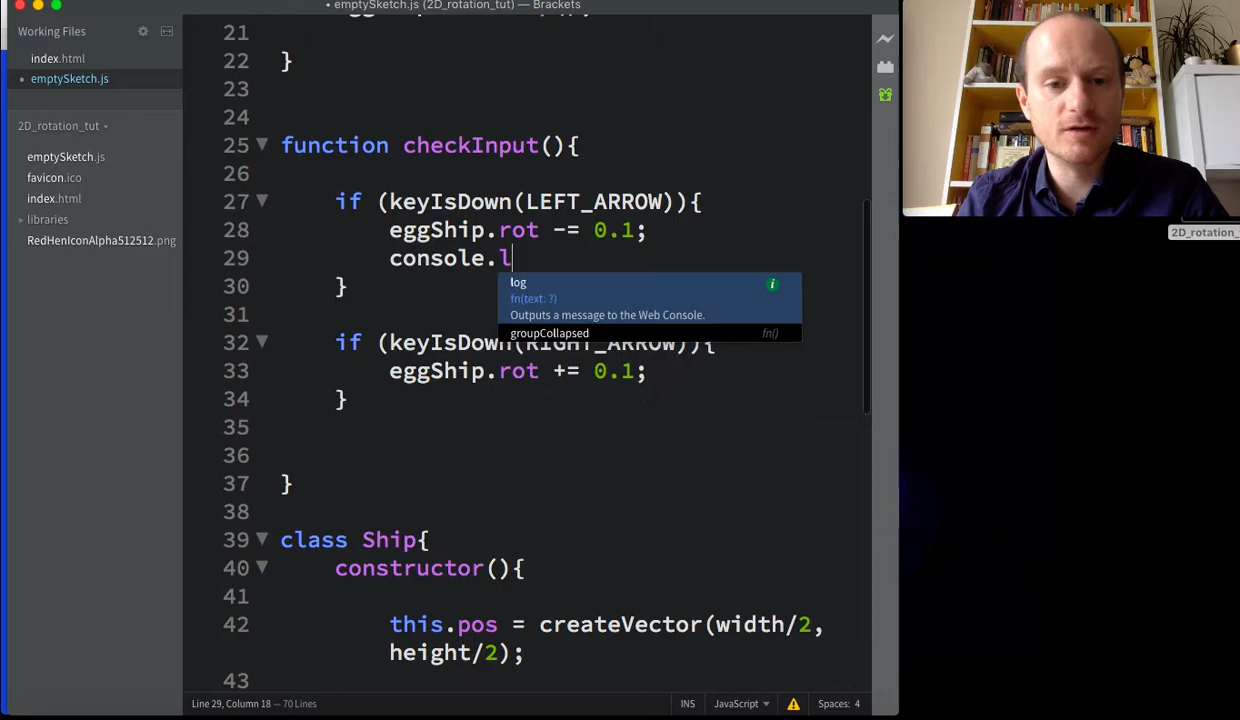 emptySketch.js (2D_rotation_tut) — Brackets
Working Files
index.html
emptySketch.js
2D_rotation_tut
emptySketch.js
favicon.ico
index.html
libraries
RedHenIconAlpha512512.png
21
22 }
23
24
25 function checkInput(){
26
27 if (keyIsDown(LEFT_ARROW)){
28 eggShip.rot -= 0.1;
29 console.l
log
fn(text: ?)
Outputs a message to the Web Console.
groupCollapsed fn()
30 }
31
32 if (keyIsDown(RIGHT_ARROW)){
33 eggShip.rot += 0.1;
34 }
35
36
37 }
38
39 class Ship{
40 constructor(){
41
42 this.pos = createVector(width/2,
height/2);
43
Line 29, Column 18 — 70 Lines
INS
JavaScript
Spaces: 4
2D_rotation_